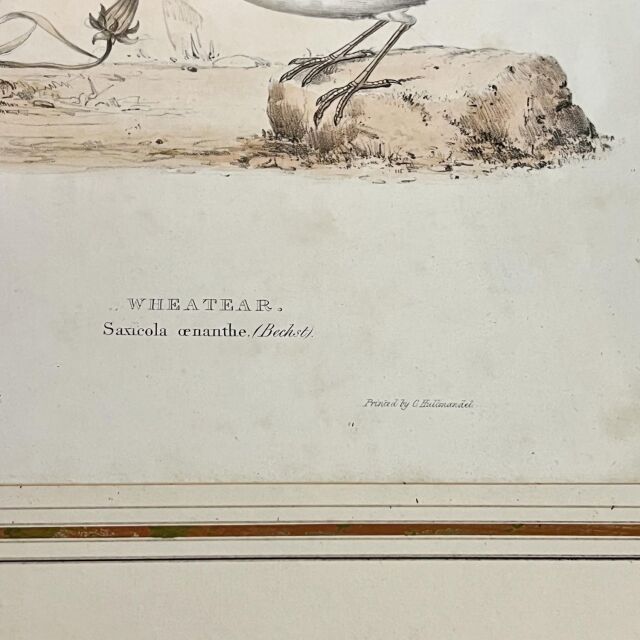 WHEATEAR.
Saxicola œnanthe. (Bechst).
Printed by C Hullmandel